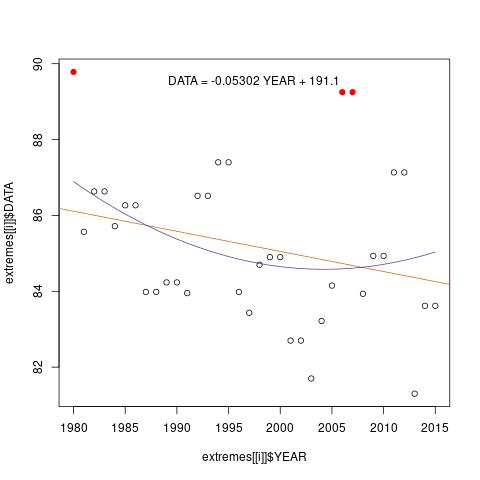 DATA = -0.05302 YEAR + 191.1
90
88
86
84
82
extremes[[i]]$DATA
1980 1985 1990 1995 2000 2005 2010 2015
extremes[[i]]$YEAR